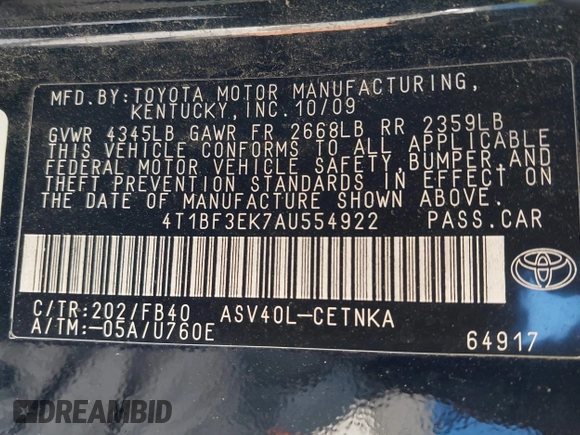 MFD.BY:TOYOTA MOTOR MANUFACTURING,
KENTUCKY,INC.10/09
GVWR 4345LB GAWR FR 2668LB RR 2359LB
THIS VEHICLE CONFORMS TO ALL APPLICABLE
FEDERAL MOTOR VEHICLE SAFETY,BUMPER,AND
THEFT PREVENTION STANDARDS IN EFFECT ON
THE DATE OF MANUFACTURE SHOWN ABOVE.
4T1BF3EK7AU554922 PASS.CAR
C/TR:202/FB40 ASV40L-CETNKA
A/TM:-05A/U760E
64917
DREAMBID